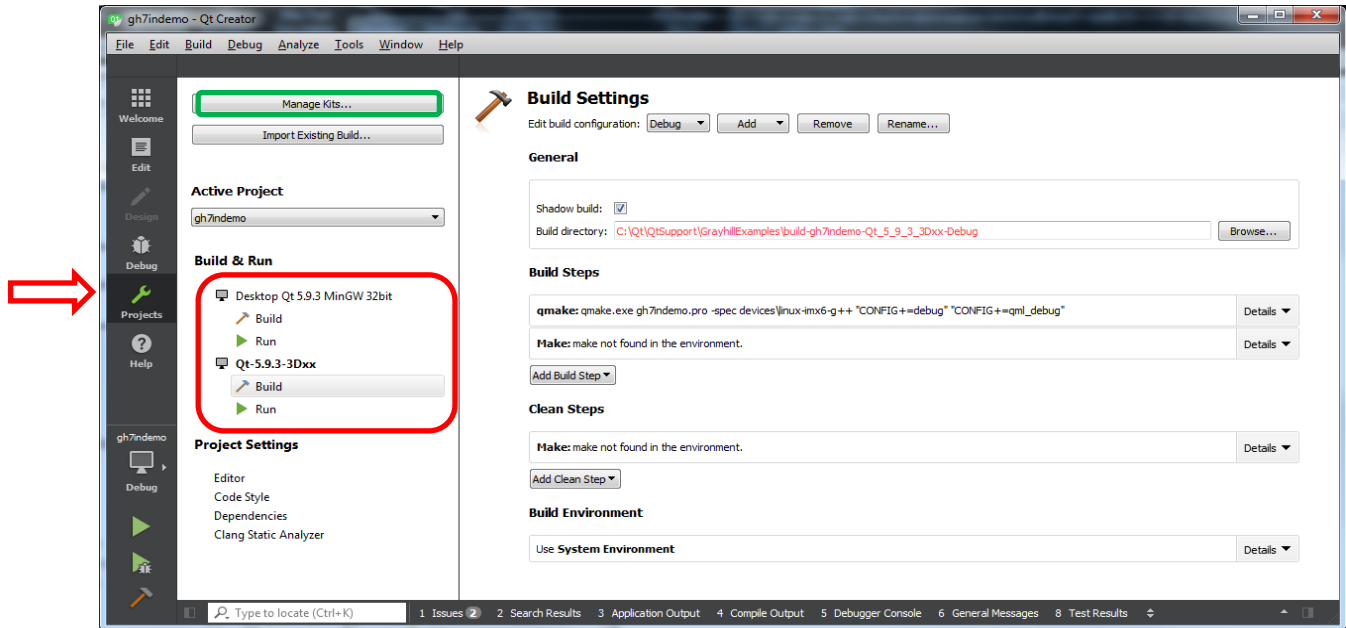 gh7indemo - Qt Creator
File Edit Build Debug Analyze Tools Window Help
Welcome
Edit
Design
Debug
Projects
Help
gh7indemo
Debug
Manage Kits...
Import Existing Build...
Active Project
gh7indemo
Build & Run
Desktop Qt 5.9.3 MinGW 32bit
Build
Run
Qt-5.9.3-3Dxx
Build
Run
Project Settings
Editor
Code Style
Dependencies
Clang Static Analyzer
Build Settings
Edit build configuration: Debug Add Remove Rename...
General
Shadow build:
Build directory: C:\Qt\QtSupport\GrayhillExamples\build-gh7indemo-Qt_5_9_3_3Dxx-Debug Browse...
Build Steps
qmake: qmake.exe gh7indemo.pro -spec devices\linux-imx6-g++ "CONFIG+=debug" "CONFIG+=qml_debug" Details
Make: make not found in the environment. Details
Add Build Step
Clean Steps
Make: make not found in the environment. Details
Add Clean Step
Build Environment
Use System Environment Details
Type to locate (Ctrl+K) 1 Issues 2 2 Search Results 3 Application Output 4 Compile Output 5 Debugger Console 6 General Messages 8 Test Results